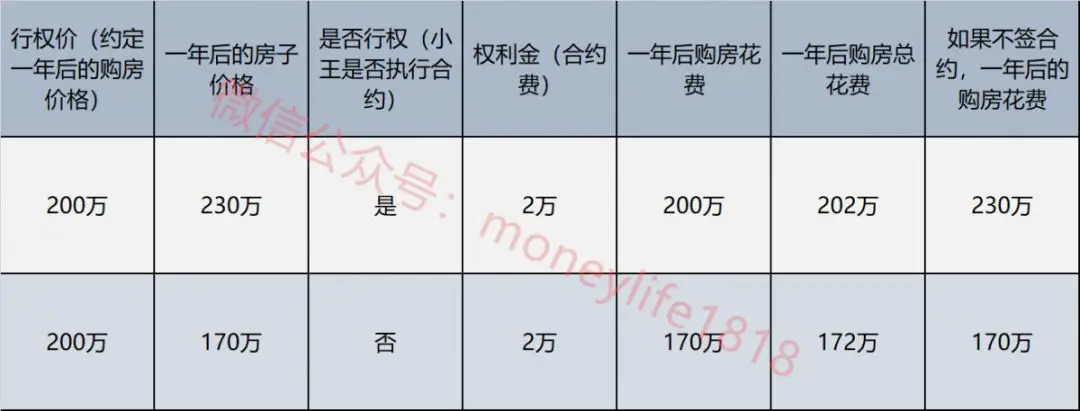 行权价（约定
一年后的购房
价格）
一年后的房子
价格
是否行权（小
王是否执行合
约）
权利金（合约
费）
一年后购房花
费
一年后购房总
花费
如果不签合
约，一年后的
购房花费
200万
230万
是
2万
200万
202万
230万
200万
170万
否
2万
170万
172万
170万
微信公众号：moneylife1818